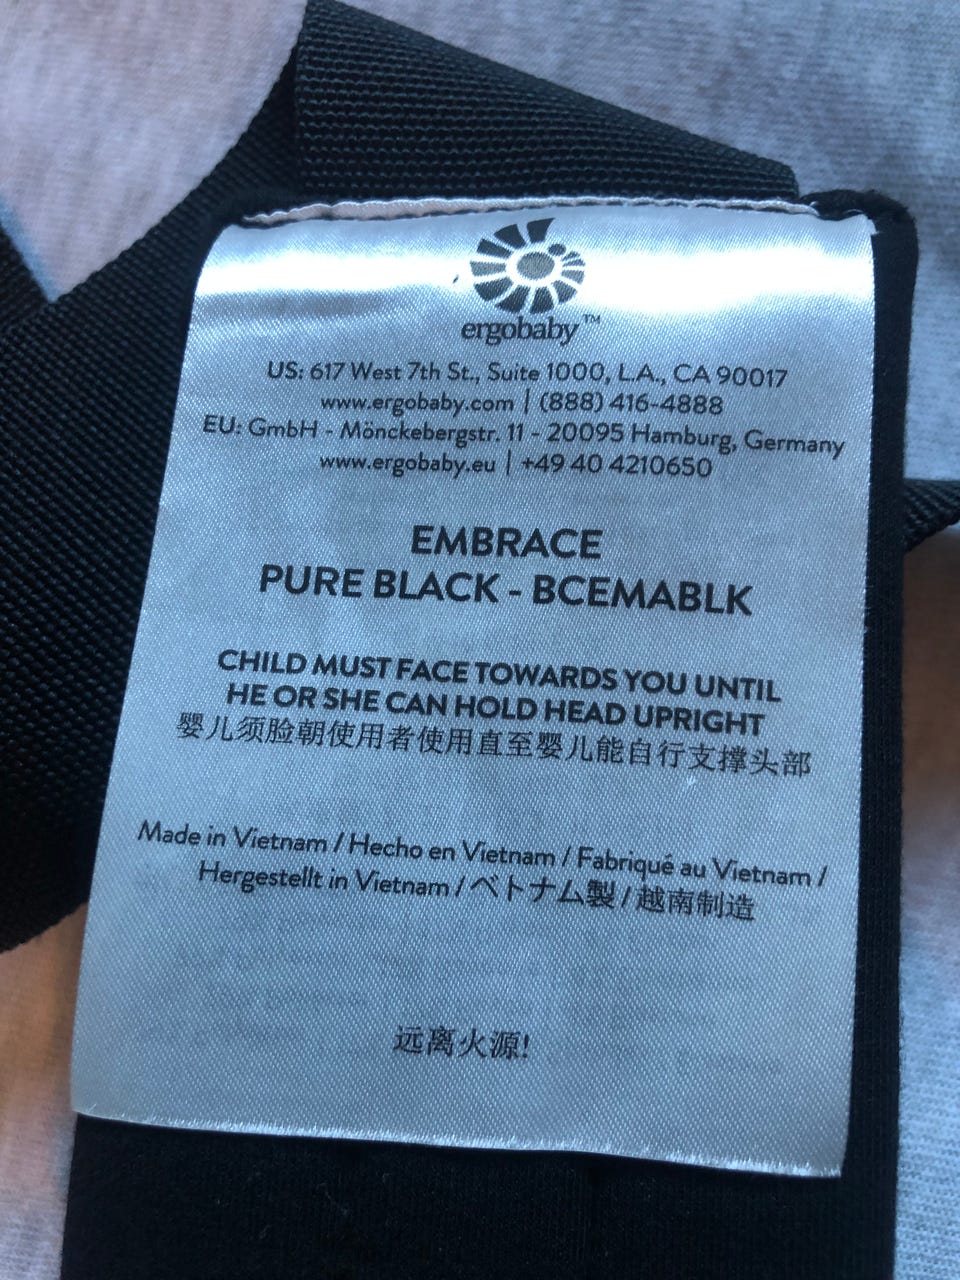 ergobaby™
US: 617 West 7th St., Suite 1000, L.A., CA 90017
www.ergobaby.com | (888) 416-4888
EU: GmbH - Mönckebergstr. 11 - 20095 Hamburg, Germany
www.ergobaby.eu | +49 40 4210650
EMBRACE
PURE BLACK - BCEMABLK
CHILD MUST FACE TOWARDS YOU UNTIL
HE OR SHE CAN HOLD HEAD UPRIGHT
婴儿须脸朝使用者使用直至婴儿能自行支撑头部
Made in Vietnam / Hecho en Vietnam / Fabriqué au Vietnam /
Hergestellt in Vietnam / ベトナム製 / 越南制造
远离火源!